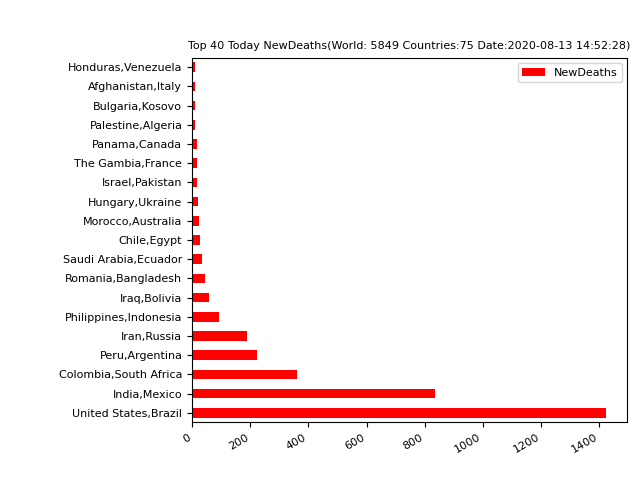 Top 40 Today NewDeaths(World: 5849 Countries:75 Date:2020-08-13 14:52:28)
NewDeaths
Honduras,Venezuela
Afghanistan,Italy
Bulgaria,Kosovo
Palestine,Algeria
Panama,Canada
The Gambia,France
Israel,Pakistan
Hungary,Ukraine
Morocco,Australia
Chile,Egypt
Saudi Arabia,Ecuador
Romania,Bangladesh
Iraq,Bolivia
Philippines,Indonesia
Iran,Russia
Peru,Argentina
Colombia,South Africa
India,Mexico
United States,Brazil
0 200 400 600 800 1000 1200 1400